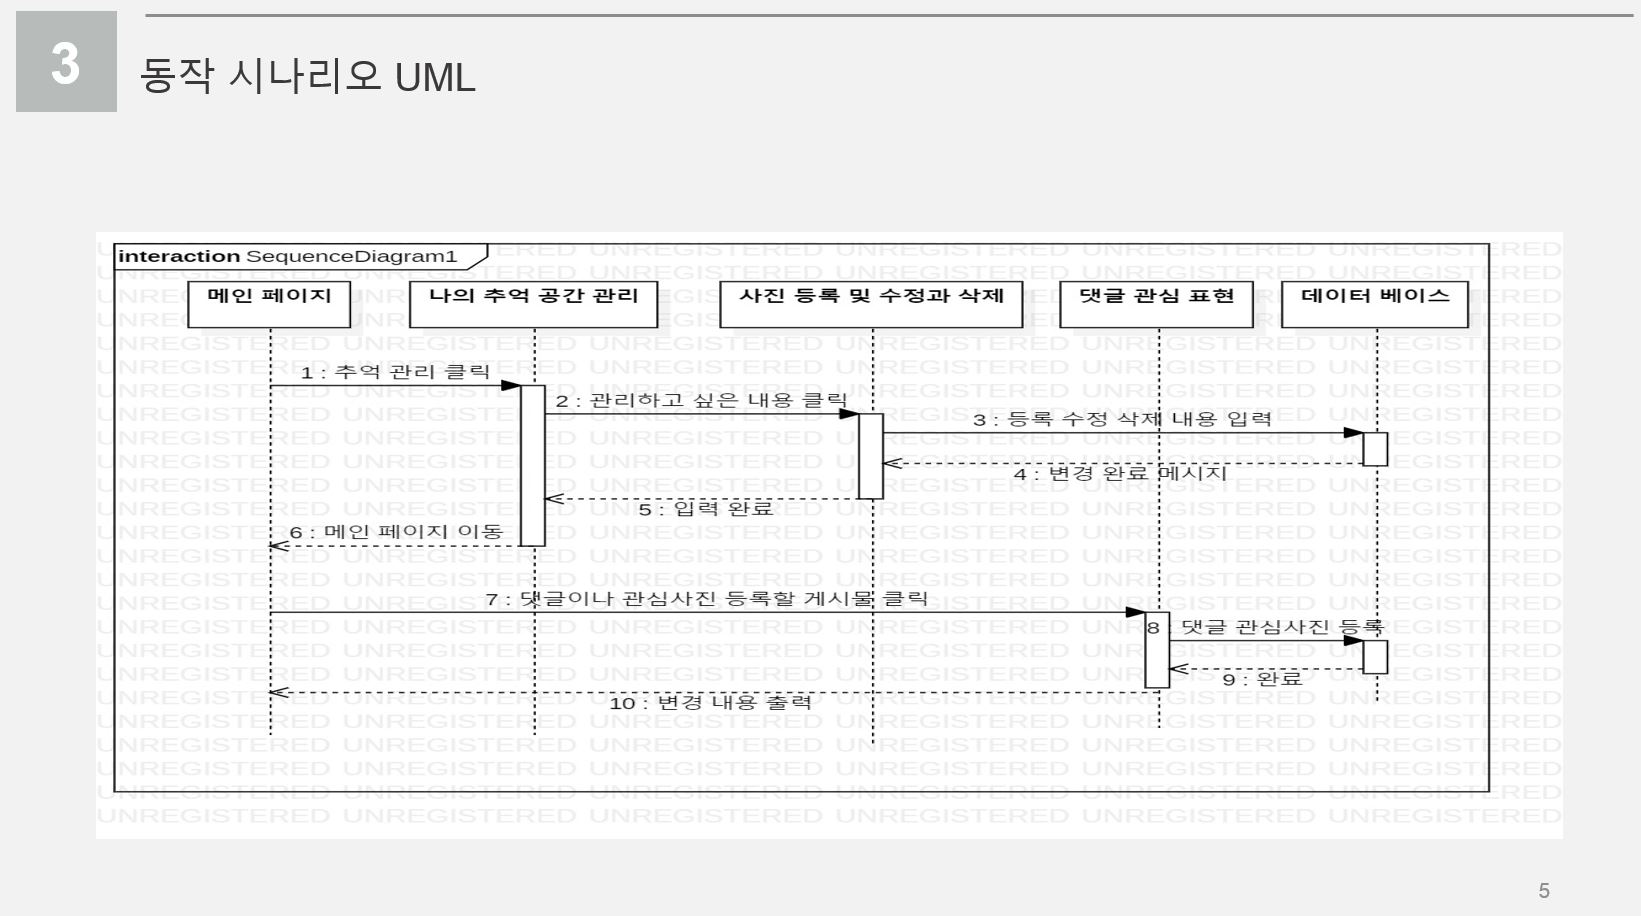 3
동작 시나리오 UML
interaction SequenceDiagram1
메인 페이지
나의 추억 공간 관리
사진 등록 및 수정과 삭제
댓글 관심 표현
데이터 베이스
1 : 추억 관리 클릭
2 : 관리하고 싶은 내용 클릭
3 : 등록 수정 삭제 내용 입력
4 : 변경 완료 메시지
5 : 입력 완료
6 : 메인 페이지 이동
7 : 댓글이나 관심사진 등록할 게시물 클릭
8 : 댓글 관심사진 등록
9 : 완료
10 : 변경 내용 출력
UNREGISTERED UNREGISTERED UNREGISTERED UNREGISTERED UNREGISTERED UNREGISTERED
5